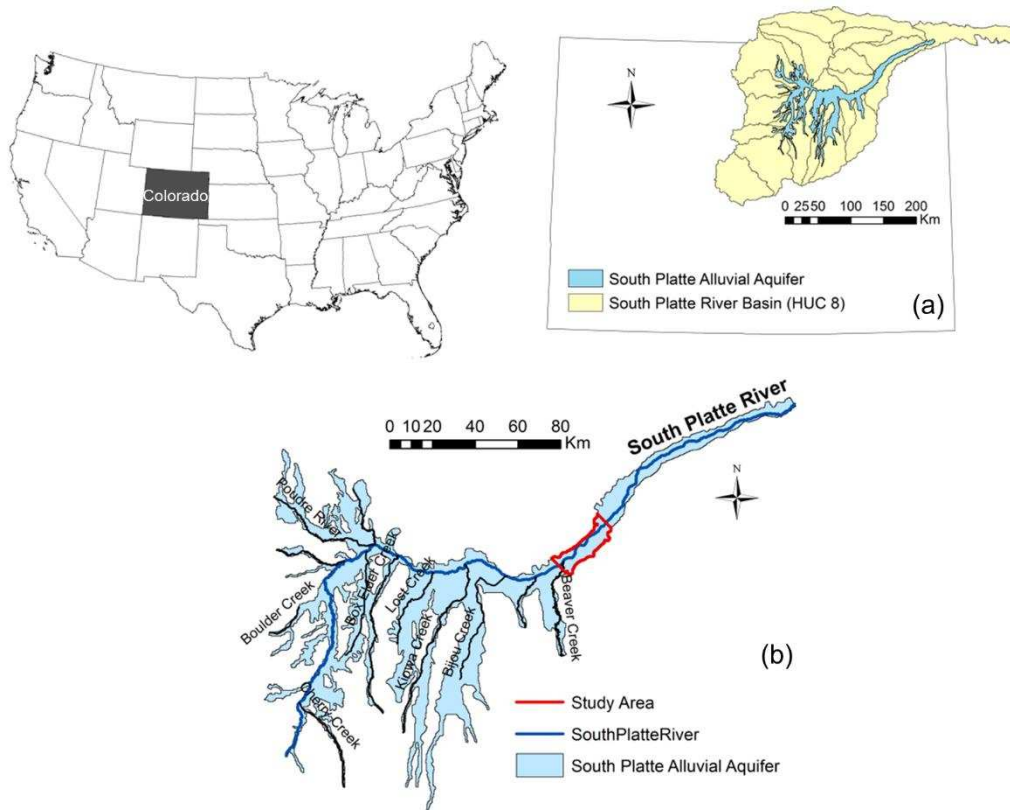 Colorado
N
0 2550 100 150 200
Km
South Platte Alluvial Aquifer
South Platte River Basin (HUC 8)
(a)
South Platte River
0 10 20 40 60 80
Km
N
Poudre River
Boulder Creek
Box Elder Creek
Lost Creek
Kiowa Creek
Bijou Creek
Beaver Creek
Cherry Creek
(b)
Study Area
SouthPlatteRiver
South Platte Alluvial Aquifer